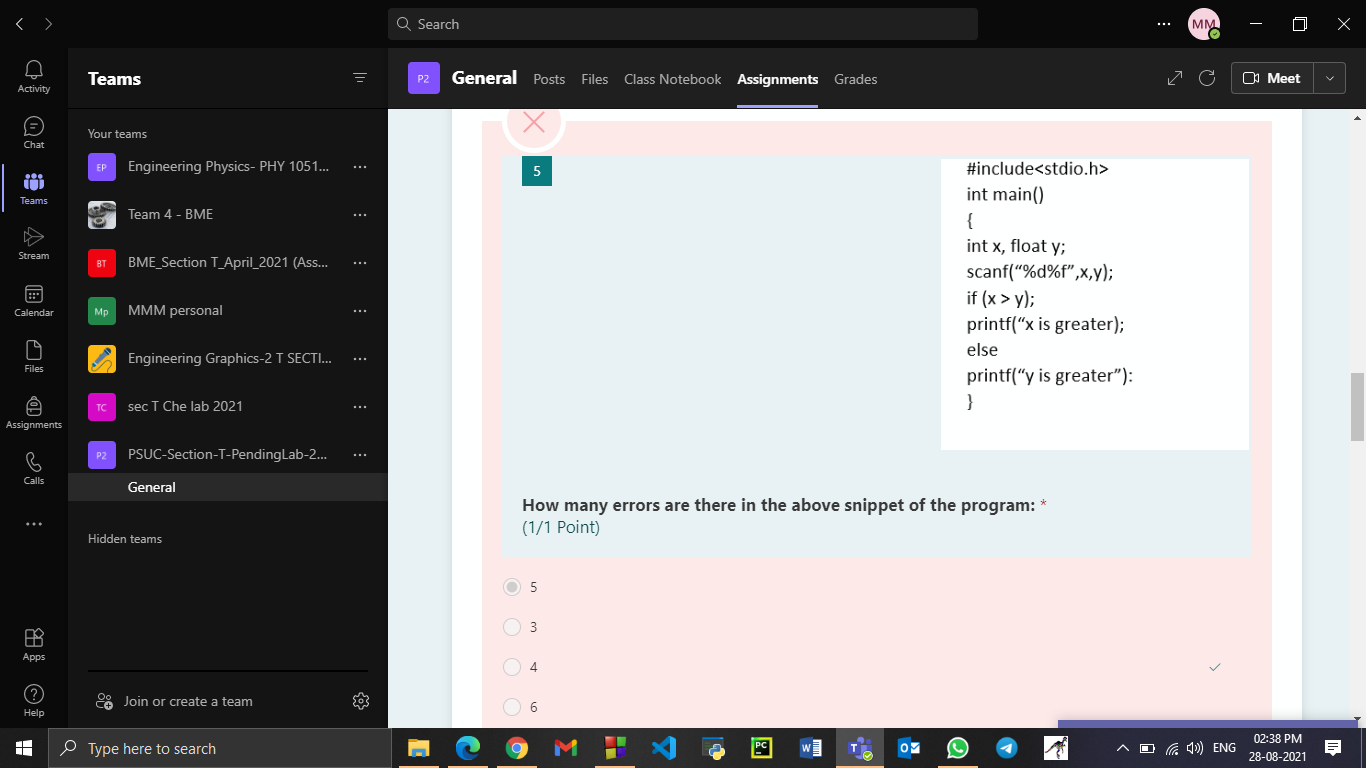 Search
MM
Activity
Chat
Teams
Stream
Calendar
Files
Assignments
Calls
Apps
Help
Teams
Your teams
EP Engineering Physics- PHY 1051...
Team 4 - BME
BT BME_Section T_April_2021 (Ass...
Mp MMM personal
Engineering Graphics-2 T SECTI...
TC sec T Che lab 2021
P2 PSUC-Section-T-PendingLab-2...
General
Hidden teams
Join or create a team
P2 General Posts Files Class Notebook Assignments Grades Meet
5
#include<stdio.h>
int main()
{
int x, float y;
scanf(“%d%f”,x,y);
if (x > y);
printf(“x is greater);
else
printf(“y is greater”):
}
How many errors are there in the above snippet of the program: *
(1/1 Point)
5
3
4
6
Type here to search
PC
ENG
02:38 PM
28-08-2021